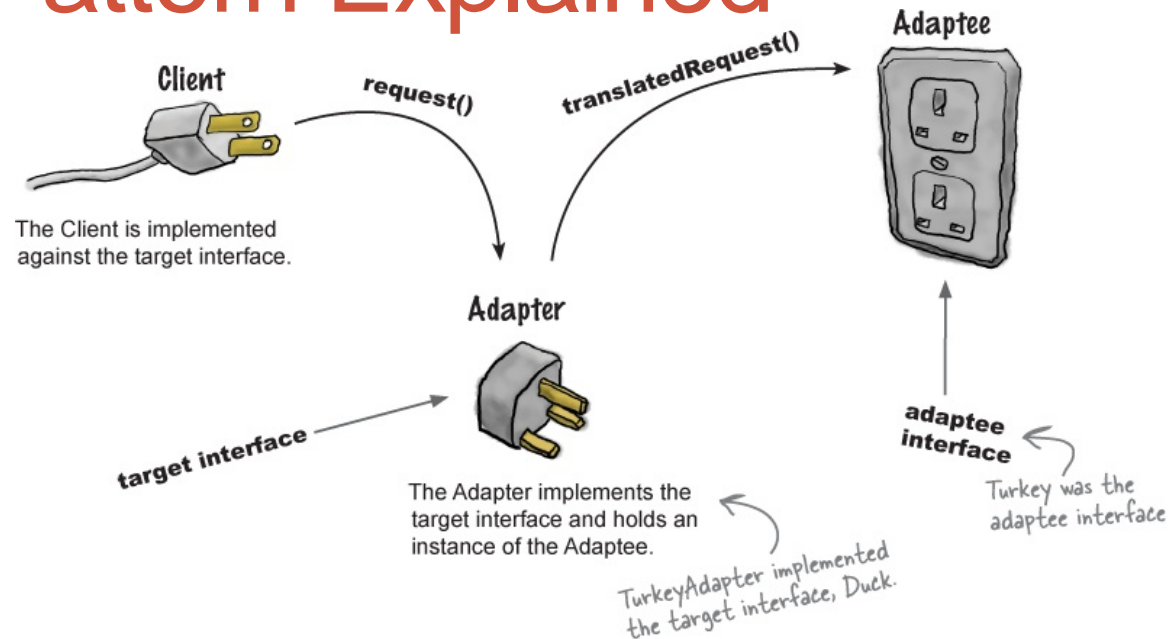 attern Explained
Adaptee
Client
request()
translatedRequest()
The Client is implemented
against the target interface.
Adapter
target interface
adaptee
interface
The Adapter implements the
target interface and holds an
instance of the Adaptee.
Turkey was the
adaptee interface
TurkeyAdapter implemented
the target interface, Duck.